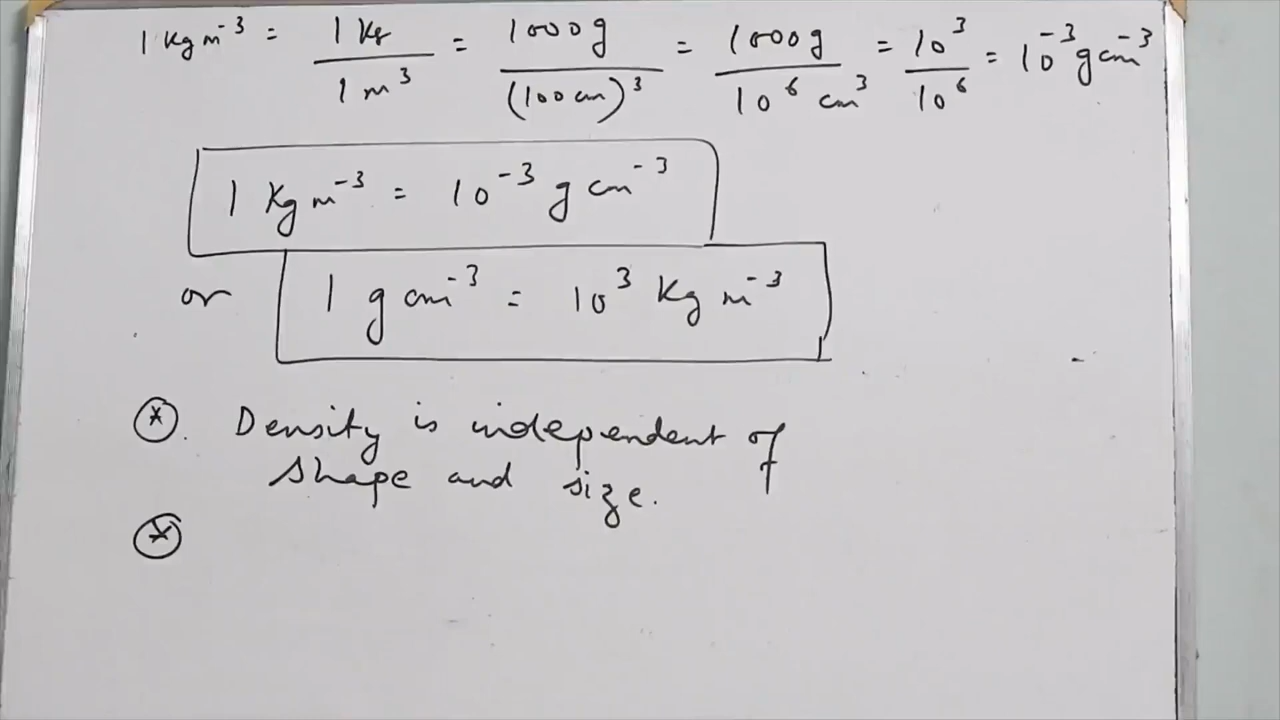 1 Kg m⁻³ = 1 Kg / 1 m³ = 1000g / (100 cm)³ = 1000g / 10⁶ cm³ = 10³ / 10⁶ = 10⁻³ g cm⁻³
1 Kg m⁻³ = 10⁻³ g cm⁻³
or 1 g cm⁻³ = 10³ Kg m⁻³
* . Density is independent of
shape and size.
*